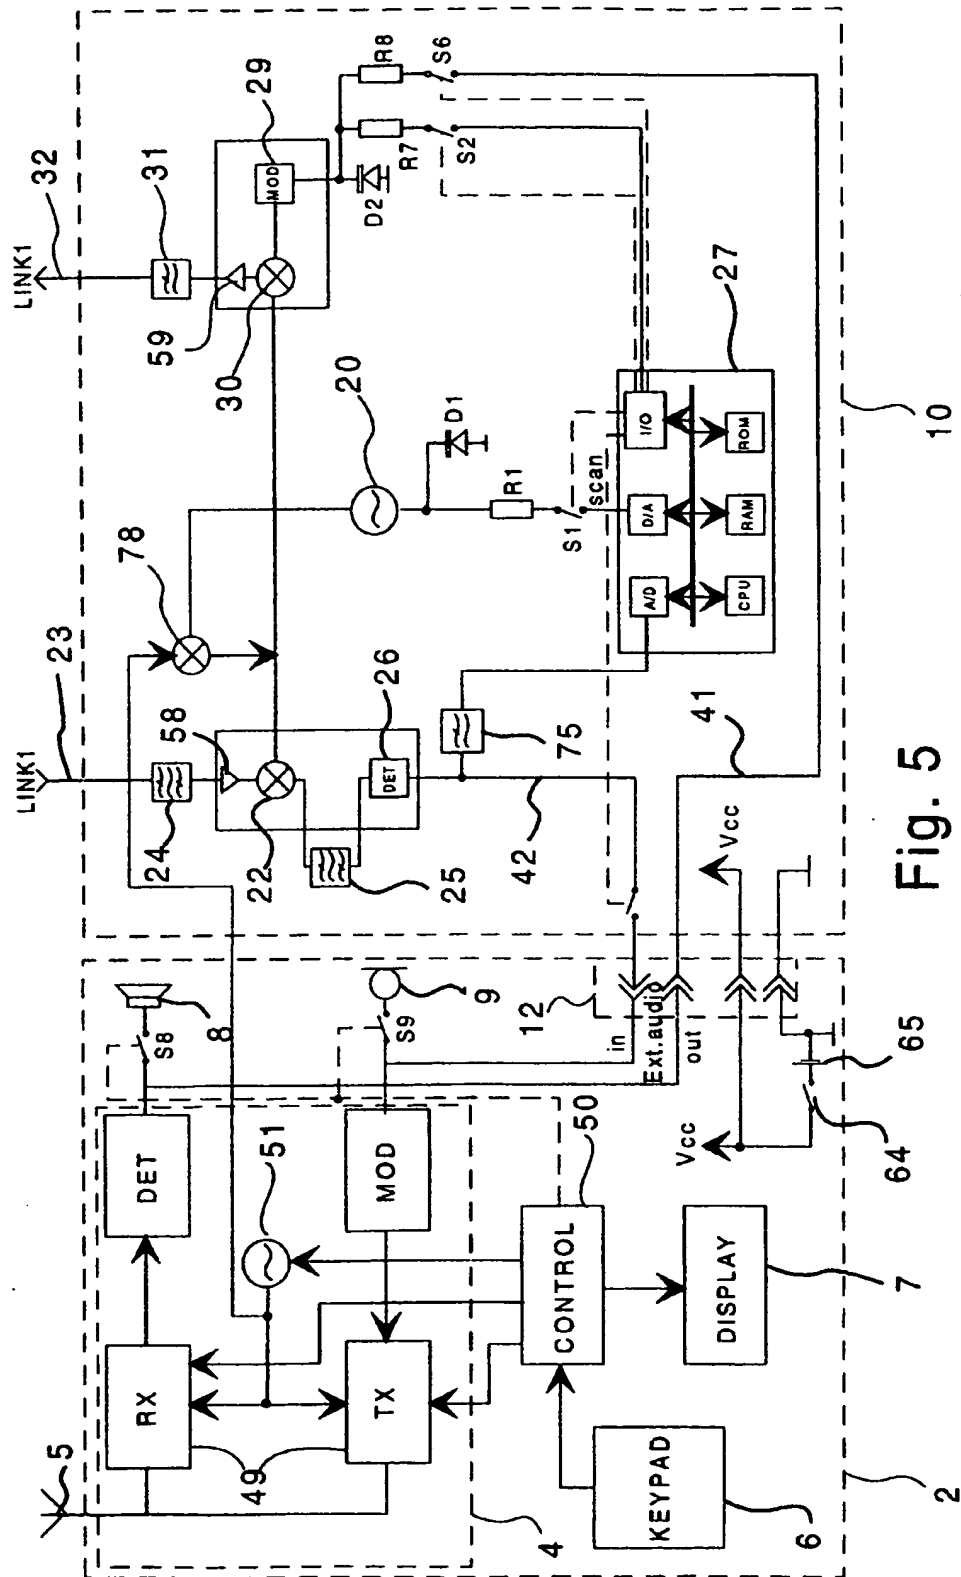 LINK1
32
31
59
30
29
MOD
D2
R7
R8
S2
S6
LINK1
23
24
58
22
25
DET
26
78
20
D1
R1
S1
scan
75
42
41
A/D
D/A
I/O
CPU
RAM
ROM
27
10
Vcc
Fig. 5
5
RX
DET
49
51
TX
MOD
4
S8
8
S9
9
12
in
Ext.audio
out
CONTROL
50
KEYPAD
6
DISPLAY
7
Vcc
64
65
2